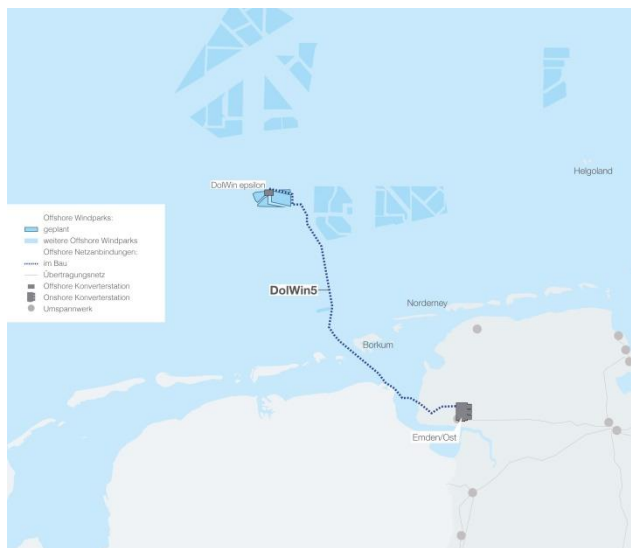 Helgoland
DolWin epsilon
Offshore Windparks:
geplant
weitere Offshore Windparks
Offshore Netzanbindungen:
im Bau
Übertragungsnetz
Offshore Konverterstation
Onshore Konverterstation
Umspannwerk
DolWin5
Norderney
Borkum
Emden/Ost